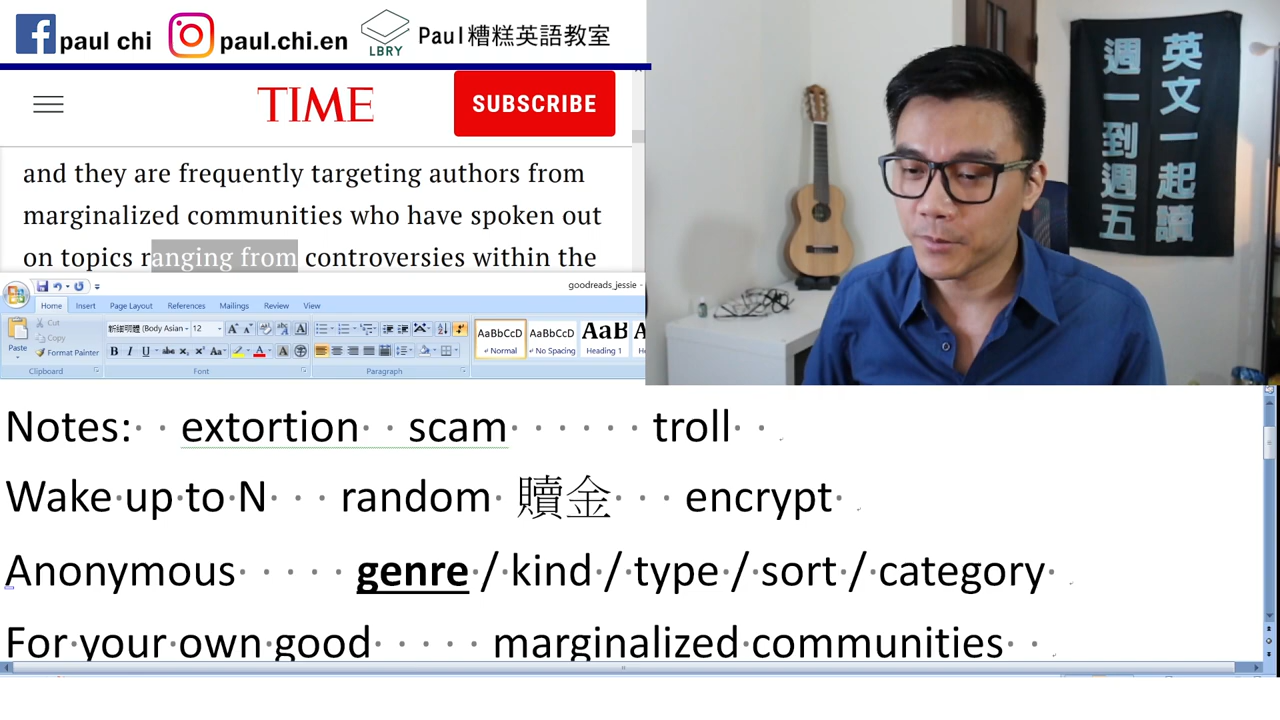 paul chi
paul.chi.en
LBRY
Paul糟糕英語教室
TIME
SUBSCRIBE
and they are frequently targeting authors from
marginalized communities who have spoken out
on topics ranging from controversies within the
英文一起讀
週一到週五
goodreads_jessie -
Home Insert Page Layout References Mailings Review View
Paste
Cut
Copy
Format Painter
Clipboard
新細明體 (Body Asian
12
Font
Paragraph
AaBbCcD
Normal
AaBbCcD
No Spacing
AaB
Heading 1
Notes: extortion scam troll
Wake up to N random 贖金 encrypt
Anonymous genre / kind / type / sort / category
For your own good marginalized communities